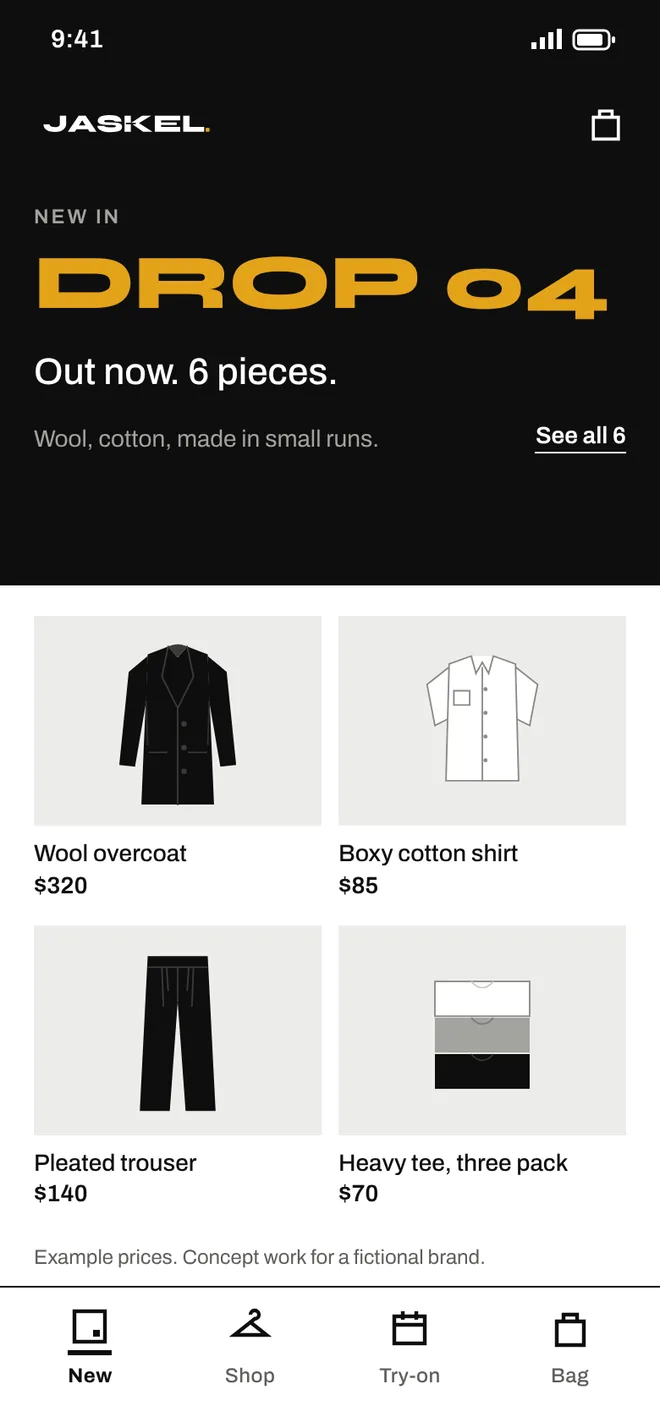 9:41
JASKEL.
NEW IN
DROP 04
Out now. 6 pieces.
Wool, cotton, made in small runs.
See all 6
Wool overcoat
$320
Boxy cotton shirt
$85
Pleated trouser
$140
Heavy tee, three pack
$70
Example prices. Concept work for a fictional brand.
New
Shop
Try-on
Bag